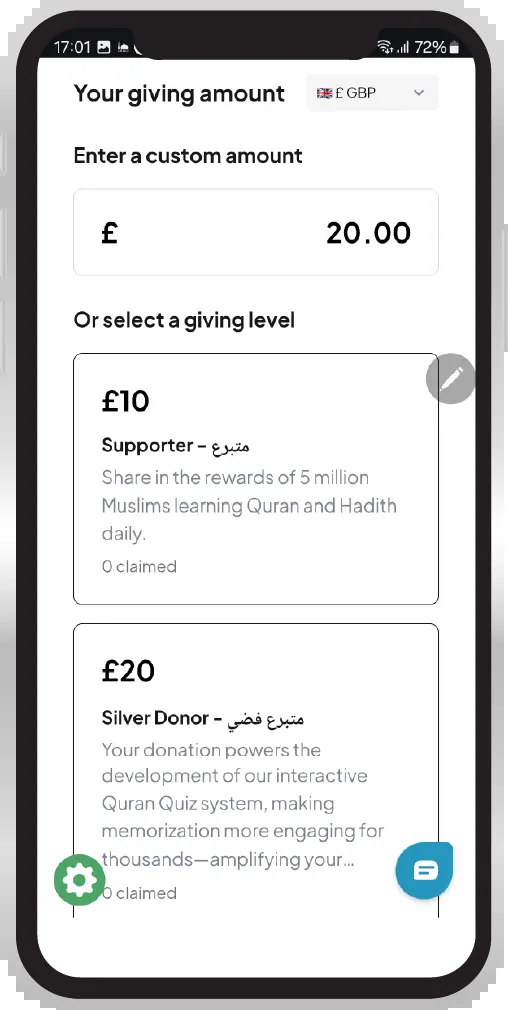 17:01 72%
Your giving amount £ GBP
Enter a custom amount
£ 20.00
Or select a giving level
£10
Supporter – متبرع
Share in the rewards of 5 million
Muslims learning Quran and Hadith
daily.
0 claimed
£20
Silver Donor - متبرع فضي
Your donation powers the
development of our interactive
Quran Quiz system, making
memorization more engaging for
thousands—amplifying your...
0 claimed